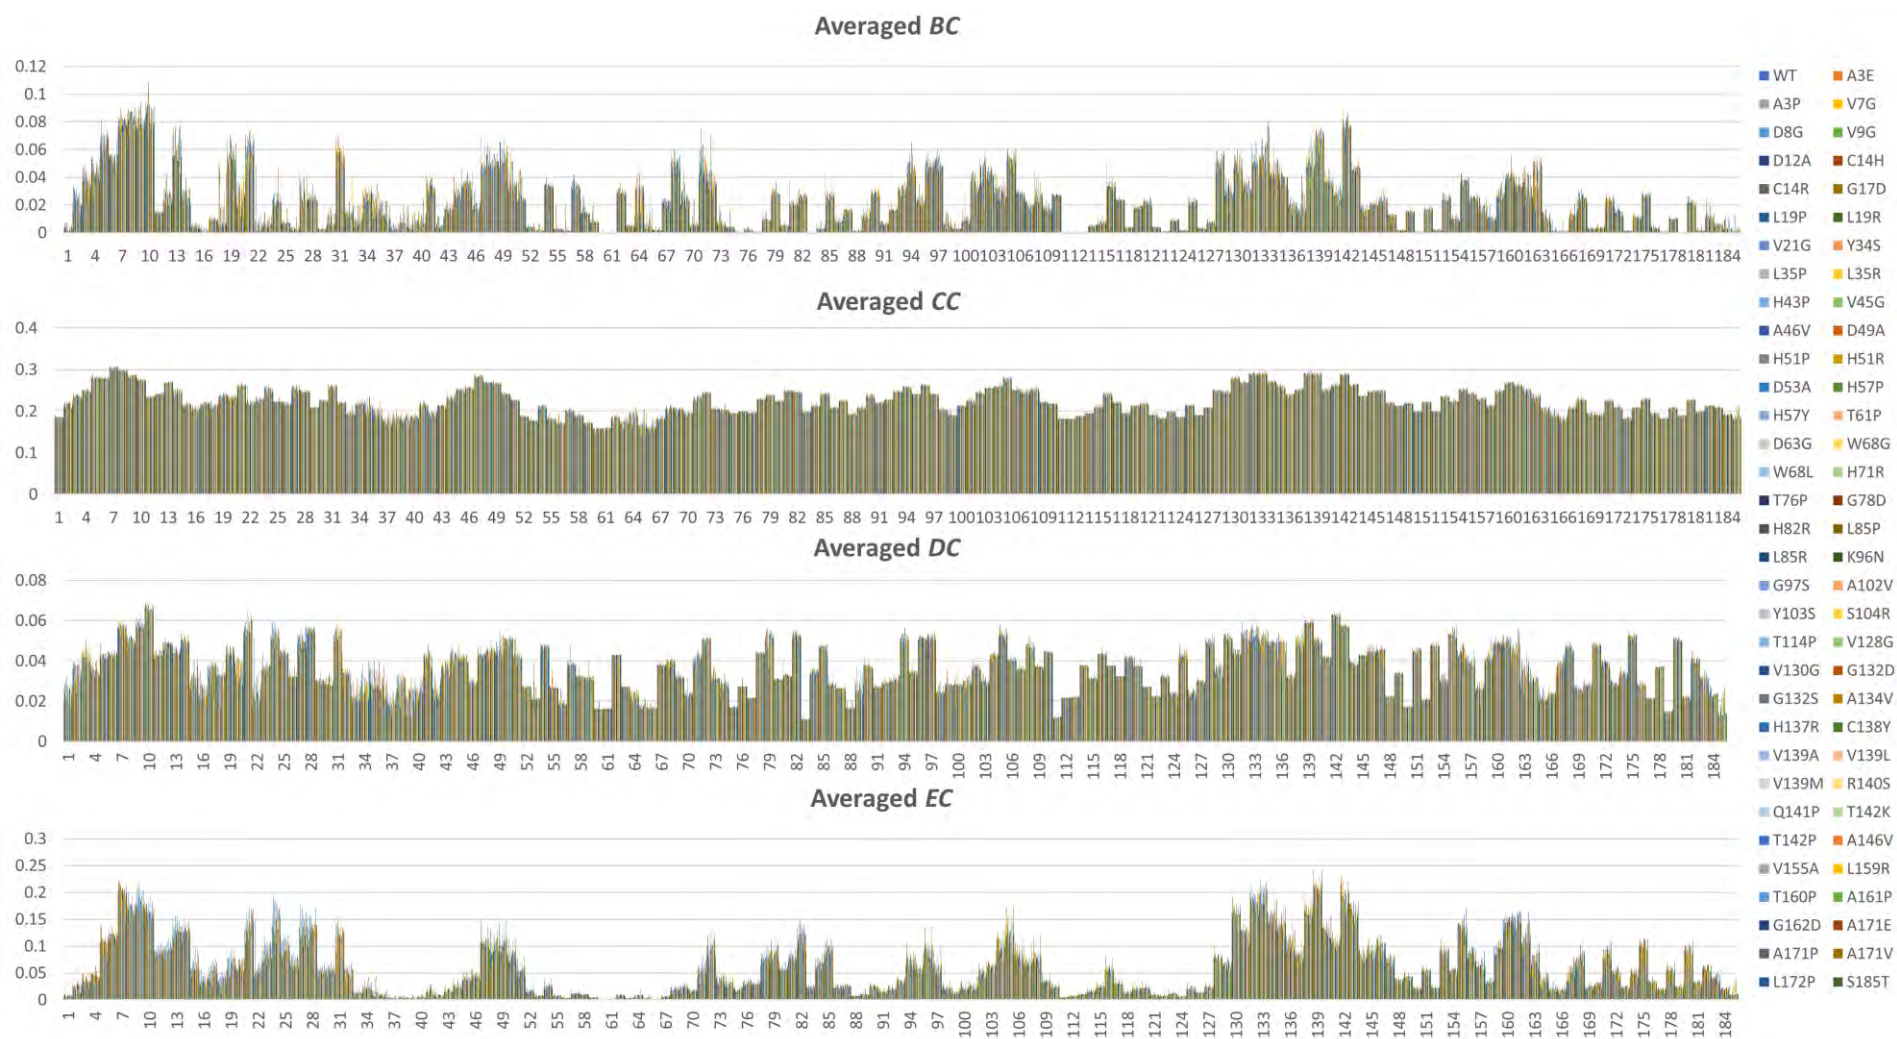 Averaged BC
0.12
0.1
0.08
0.06
0.04
0.02
0
1 4 7 10 13 16 19 22 25 28 31 34 37 40 43 46 49 52 55 58 61 64 67 70 73 76 79 82 85 88 91 94 97 100103106109112115118121124127130133136139142145148151154157160163166169172175178181184
Averaged CC
0.4
0.3
0.2
0.1
0
1 4 7 10 13 16 19 22 25 28 31 34 37 40 43 46 49 52 55 58 61 64 67 70 73 76 79 82 85 88 91 94 97 100103106109112115118121124127130133136139142145148151154157160163166169172175178181184
Averaged DC
0.08
0.06
0.04
0.02
0
1 4 7 10 13 16 19 22 25 28 31 34 37 40 43 46 49 52 55 58 61 64 67 70 73 76 79 82 85 88 91 94 97 100 103 106 109 112 115 118 121 124 127 130 133 136 139 142 145 148 151 154 157 160 163 166 169 172 175 178 181 184
Averaged EC
0.3
0.25
0.2
0.15
0.1
0.05
0
1 4 7 10 13 16 19 22 25 28 31 34 37 40 43 46 49 52 55 58 61 64 67 70 73 76 79 82 85 88 91 94 97 100 103 106 109 112 115 118 121 124 127 130 133 136 139 142 145 148 151 154 157 160 163 166 169 172 175 178 181 184
WT A3E
A3P V7G
D8G V9G
D12A C14H
C14R G17D
L19P L19R
V21G Y34S
L35P L35R
H43P V45G
A46V D49A
H51P H51R
D53A H57P
H57Y T61P
D63G W68G
W68L H71R
T76P G78D
H82R L85P
L85R K96N
G97S A102V
Y103S S104R
T114P V128G
V130G G132D
G132S A134V
H137R C138Y
V139A V139L
V139M R140S
Q141P T142K
T142P A146V
V155A L159R
T160P A161P
G162D A171E
A171P A171V
L172P S185T